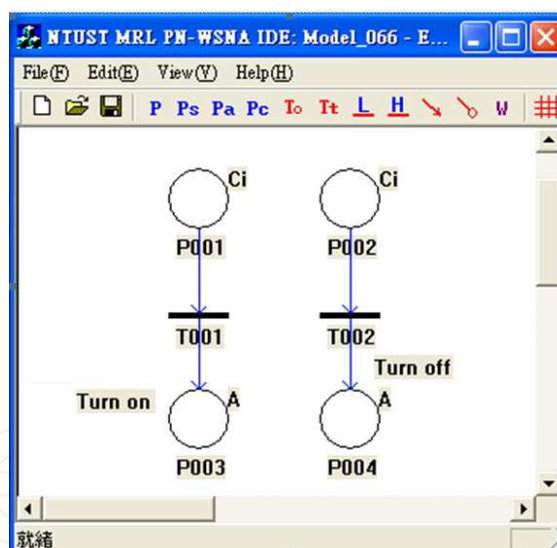 NTUST MRL PN-WSNA IDE: Model_066 - E...
File(F) Edit(E) View(V) Help(H)
P Ps Pa Pc To Tt L H W
Ci Ci
P001 P002
T001 T002
Turn off
Turn on A A
P003 P004
就緒